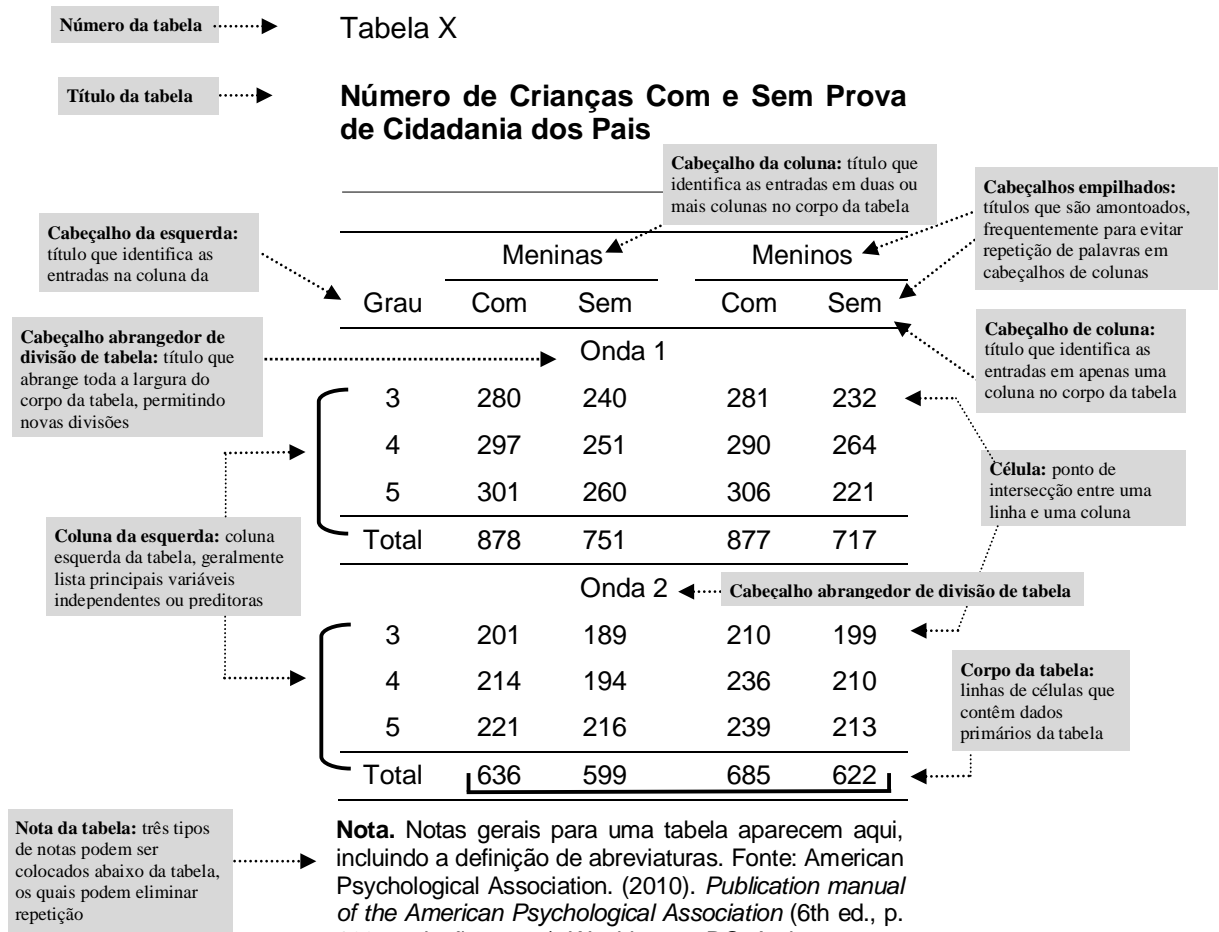 Número da tabela
Tabela X
Título da tabela
Número de Crianças Com e Sem Prova
de Cidadania dos Pais
Cabeçalho da coluna: título que
identifica as entradas em duas ou
mais colunas no corpo da tabela
Cabeçalhos empilhados:
títulos que são amontoados,
frequentemente para evitar
repetição de palavras em
cabeçalhos de colunas
Cabeçalho da esquerda:
título que identifica as
entradas na coluna da
Meninas Meninos
Grau Com Sem Com Sem
Cabeçalho de coluna:
título que identifica as
entradas em apenas uma
coluna no corpo da tabela
Cabeçalho abrangedor de
divisão de tabela: título que
abrange toda a largura do
corpo da tabela, permitindo
novas divisões
Onda 1
3 280 240 281 232
4 297 251 290 264
5 301 260 306 221
Total 878 751 877 717
Célula: ponto de
intersecção entre uma
linha e uma coluna
Coluna da esquerda: coluna
esquerda da tabela, geralmente
lista principais variáveis
independentes ou preditoras
Onda 2
Cabeçalho abrangedor de divisão de tabela
3 201 189 210 199
4 214 194 236 210
5 221 216 239 213
Total 636 599 685 622
Corpo da tabela:
linhas de células que
contêm dados
primários da tabela
Nota da tabela: três tipos
de notas podem ser
colocados abaixo da tabela,
os quais podem eliminar
repetição
Nota. Notas gerais para uma tabela aparecem aqui,
incluindo a definição de abreviaturas. Fonte: American
Psychological Association. (2010). Publication manual
of the American Psychological Association (6th ed., p.